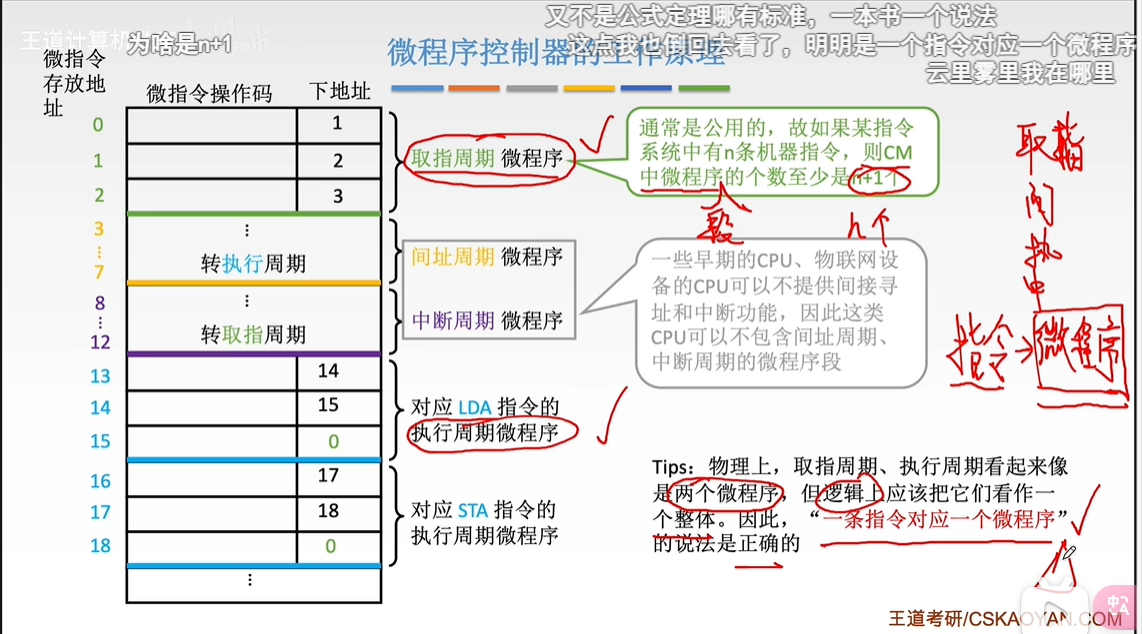 又不是公式定理哪有标准，一本书一个说法
王道计算机
为啥是n+1
这点我也倒回去看了，明明是一个指令对应一个微程序
云里雾里我在哪里
微程序控制器的工作原理
微指令
存放地
址
微指令操作码 下地址
0 1
1 2
2 3
取指周期 微程序
通常是公用的，故如果某指令
系统中有n条机器指令，则CM
中微程序的个数至少是n+1个
段
n个
取指
间
执
中
指令→微程序
3
⋮
7
⋮
转执行周期
间址周期 微程序
8
⋮
12
⋮
转取指周期
中断周期 微程序
一些早期的CPU、物联网设
备的CPU可以不提供间接寻
址和中断功能，因此这类
CPU可以不包含间址周期、
中断周期的微程序段
13 14
14 15
15 0
对应 LDA 指令的
执行周期微程序
16 17
17 18
18 0
对应 STA 指令的
执行周期微程序
⋮
Tips：物理上，取指周期、执行周期看起来像
是两个微程序，但逻辑上应该把它们看作一
个整体。因此，“一条指令对应一个微程序”
的说法是正确的
王道考研/CSKAOYAN.COM